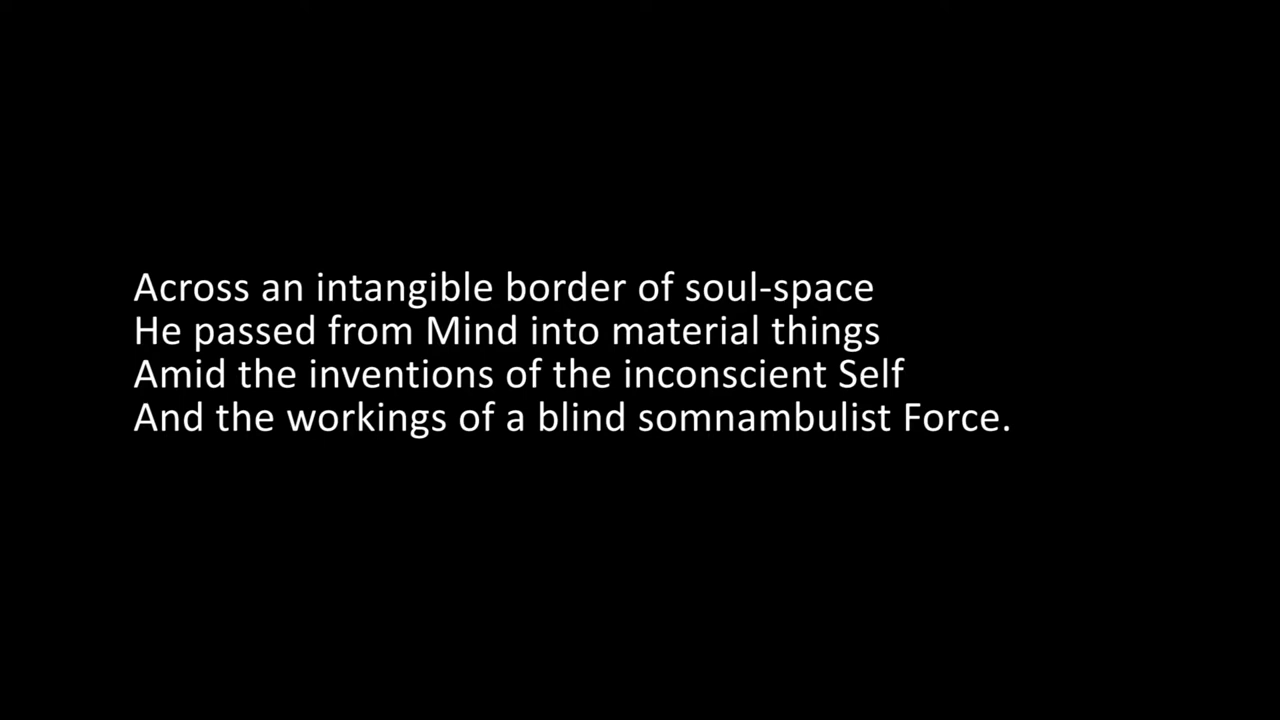 Across an intangible border of soul-space
He passed from Mind into material things
Amid the inventions of the inconscient Self
And the workings of a blind somnambulist Force.